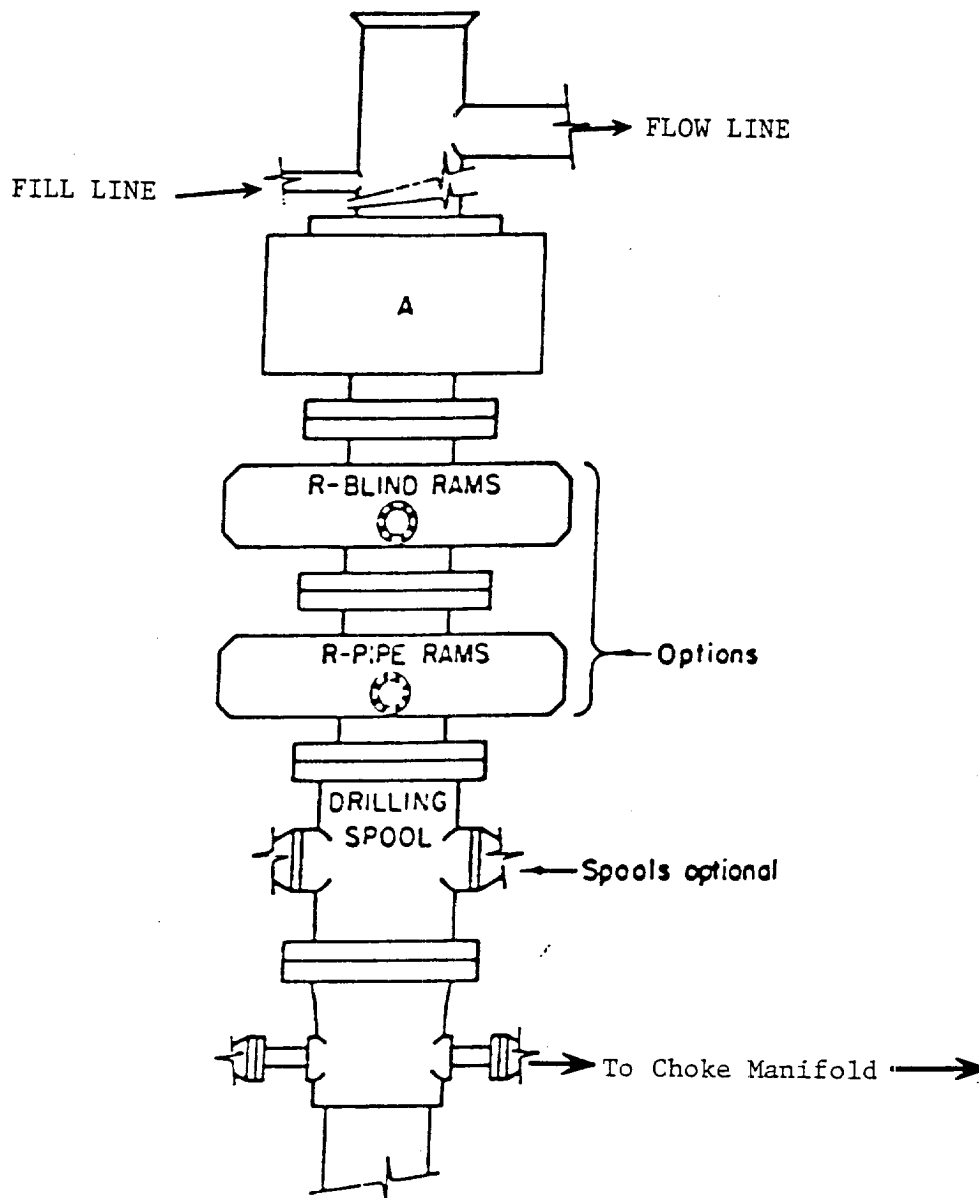 FLOW LINE
FILL LINE
A
R-BLIND RAMS
R-PIPE RAMS
Options
DRILLING
SPOOL
Spools optional
To Choke Manifold